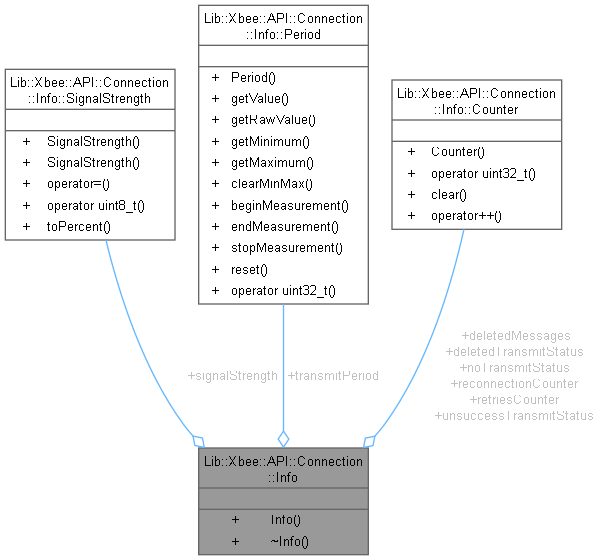 Lib::Xbee::API::Connection
::Info::Period
+ Period()
+ getValue()
+ getRawValue()
+ getMinimum()
+ getMaximum()
+ clearMinMax()
+ beginMeasurement()
+ endMeasurement()
+ stopMeasurement()
+ reset()
+ operator uint32_t()
Lib::Xbee::API::Connection
::Info::SignalStrength
+ SignalStrength()
+ SignalStrength()
+ operator=()
+ operator uint8_t()
+ toPercent()
Lib::Xbee::API::Connection
::Info::Counter
+ Counter()
+ operator uint32_t()
+ clear()
+ operator++()
+signalStrength
+transmitPeriod
+deletedMessages
+deletedTransmitStatus
+noTransmitStatus
+reconnectionCounter
+retriesCounter
+unsuccessTransmitStatus
Lib::Xbee::API::Connection
::Info
+ Info()
+ ~Info()